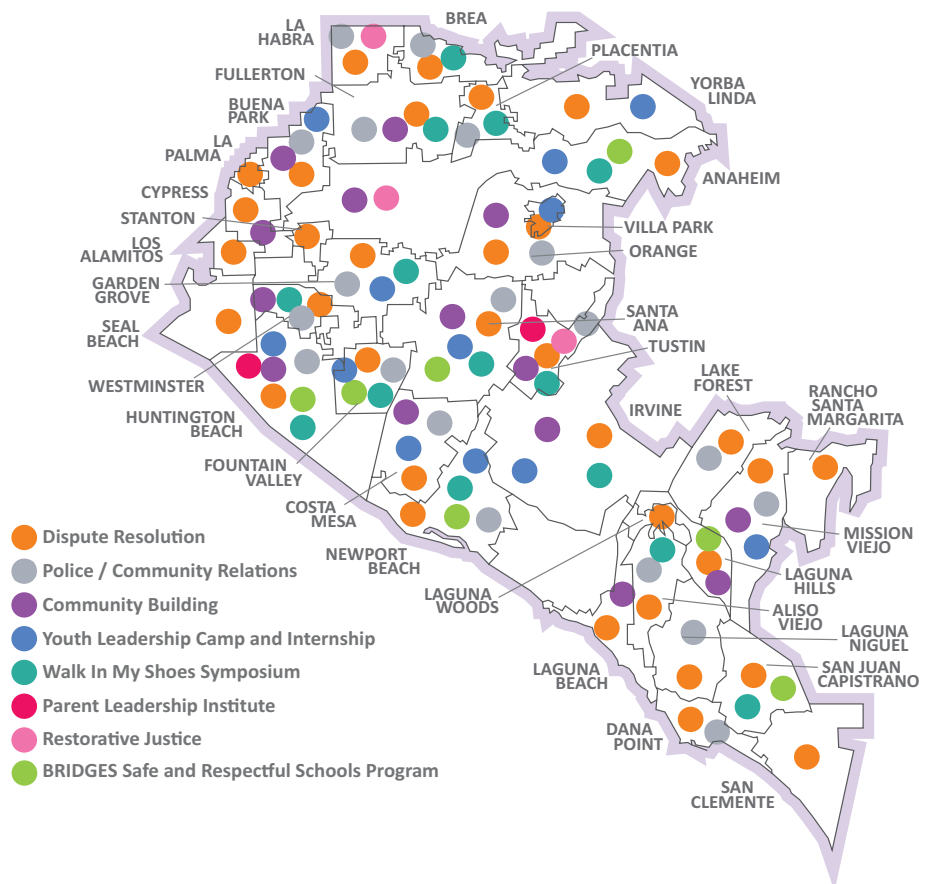 LA
HABRA
BREA
PLACENTIA
FULLERTON
YORBA
LINDA
BUENA
PARK
LA
PALMA
ANAHEIM
CYPRESS
STANTON
VILLA PARK
LOS
ALAMITOS
ORANGE
GARDEN
GROVE
SEAL
BEACH
SANTA
ANA
TUSTIN
WESTMINSTER
LAKE
FOREST
RANCHO
SANTA
MARGARITA
HUNTINGTON
BEACH
IRVINE
FOUNTAIN
VALLEY
COSTA
MESA
NEWPORT
BEACH
MISSION
VIEJO
LAGUNA
HILLS
LAGUNA
WOODS
ALISO
VIEJO
LAGUNA
NIGUEL
LAGUNA
BEACH
SAN JUAN
CAPISTRANO
DANA
POINT
SAN
CLEMENTE
Dispute Resolution
Police / Community Relations
Community Building
Youth Leadership Camp and Internship
Walk In My Shoes Symposium
Parent Leadership Institute
Restorative Justice
BRIDGES Safe and Respectful Schools Program